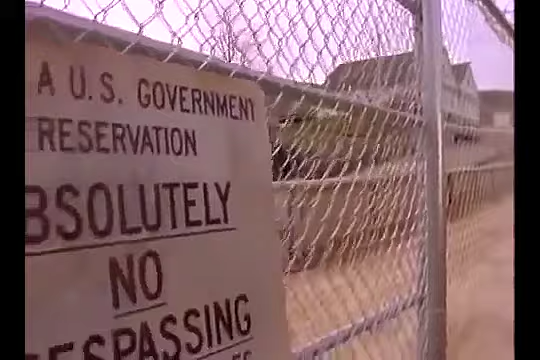 A U.S. GOVERNMENT
RESERVATION
BSOLUTELY
NO
ESPASSING